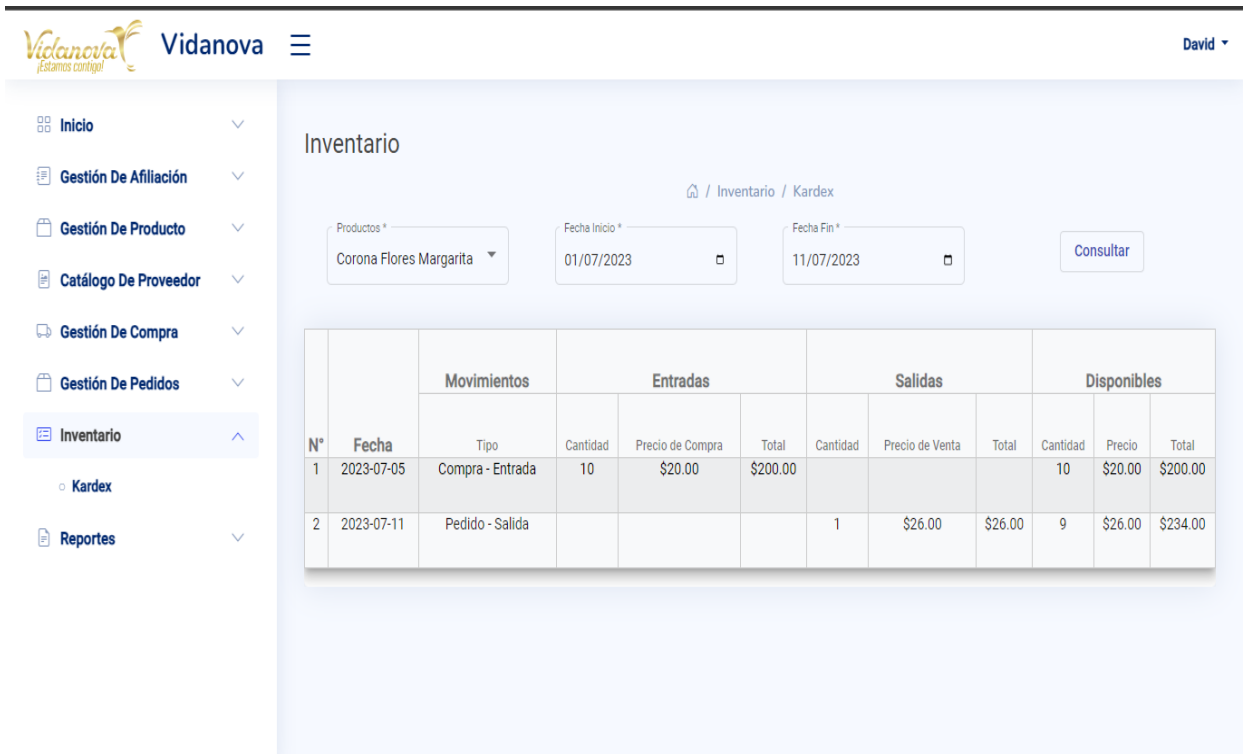 Vidanova
¡Estamos contigo!
Vidanova
David
Inicio
Gestión De Afiliación
Gestión De Producto
Catálogo De Proveedor
Gestión De Compra
Gestión De Pedidos
Inventario
Kardex
Reportes
Inventario
/ Inventario / Kardex
Productos * Fecha Inicio * Fecha Fin *
Corona Flores Margarita 01/07/2023 11/07/2023 Consultar
Movimientos Entradas Salidas Disponibles
N° Fecha Tipo Cantidad Precio de Compra Total Cantidad Precio de Venta Total Cantidad Precio Total
1 2023-07-05 Compra - Entrada 10 $20.00 $200.00 10 $20.00 $200.00
2 2023-07-11 Pedido - Salida 1 $26.00 $26.00 9 $26.00 $234.00